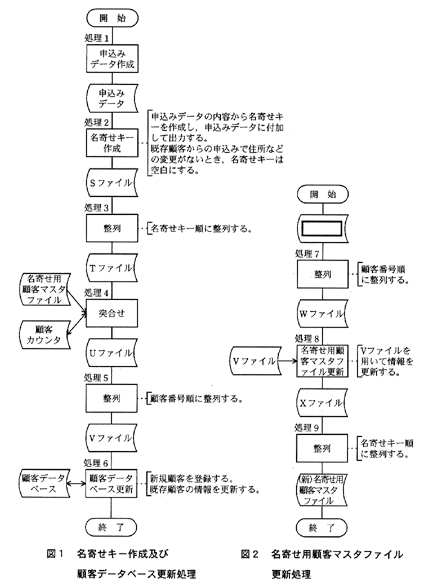 開 始
処理1
申込み
データ作成
申込み
データ
処理2
名寄せキー
作成
申込みデータの内容から名寄せキ
ーを作成し，申込みデータに付加
して出力する。
既存顧客からの申込みで住所など
の変更がないとき，名寄せキーは
空白にする。
Sファイル
処理3
整列
名寄せキー順に整列する。
Tファイル
名寄せ用
顧客マスタ
ファイル
処理4
突合せ
顧客
カウンタ
Uファイル
処理5
整列
顧客番号順に整列する。
Vファイル
処理6
顧客データ
ベース
顧客データ
ベース更新
新規顧客を登録する。
既存顧客の情報を更新する。
終 了
図1 名寄せキー作成及び
顧客データベース更新処理
開 始
処理7
整列
顧客番号順
に整列する。
Wファイル
処理8
Vファイル
名寄せ用顧
客マスタフ
ァイル更新
Vファイルを
用いて情報を
更新する。
Xファイル
処理9
整列
名寄せキー順
に整列する。
(新)名寄せ用
顧客マスタ
ファイル
終 了
図2 名寄せ用顧客マスタファイル
更新処理